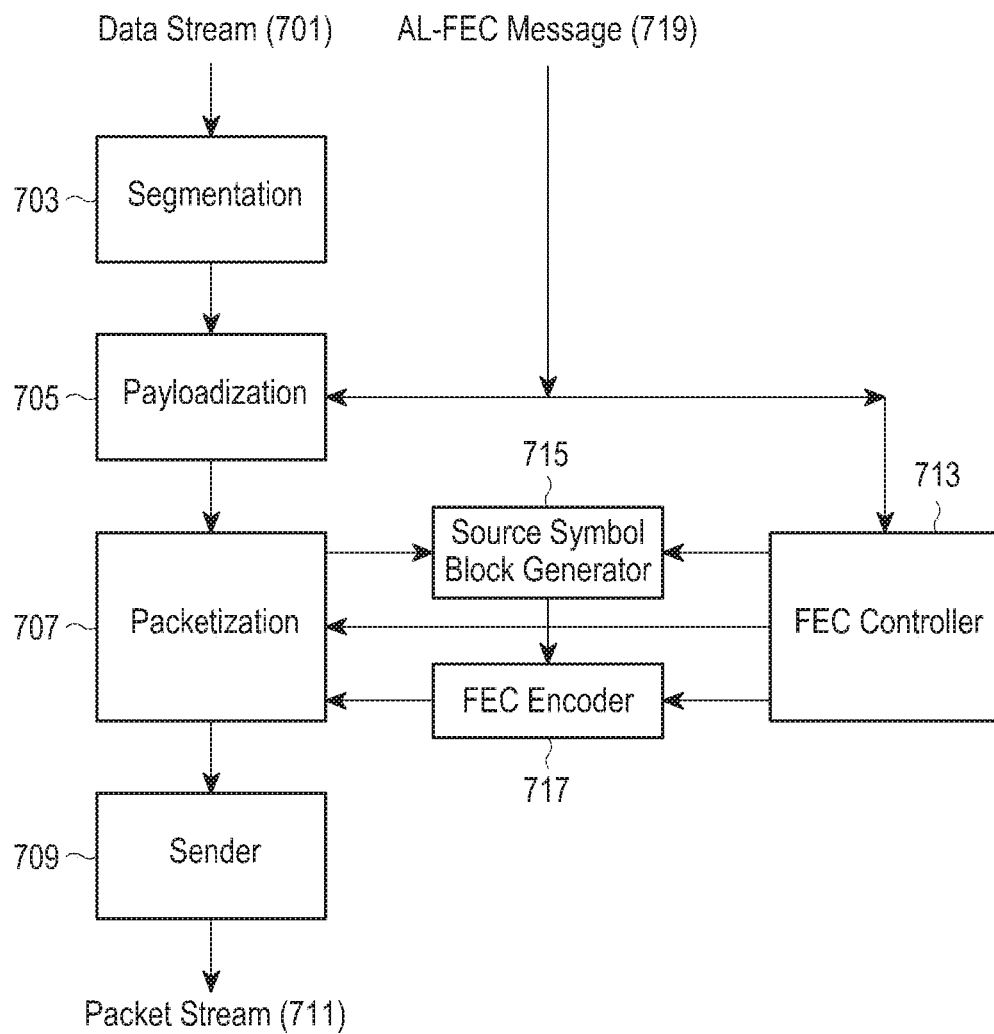 Data Stream (701)
AL-FEC Message (719)
703
Segmentation
705
Payloadization
715
713
Source Symbol
Block Generator
707
Packetization
FEC Controller
FEC Encoder
717
709
Sender
Packet Stream (711)